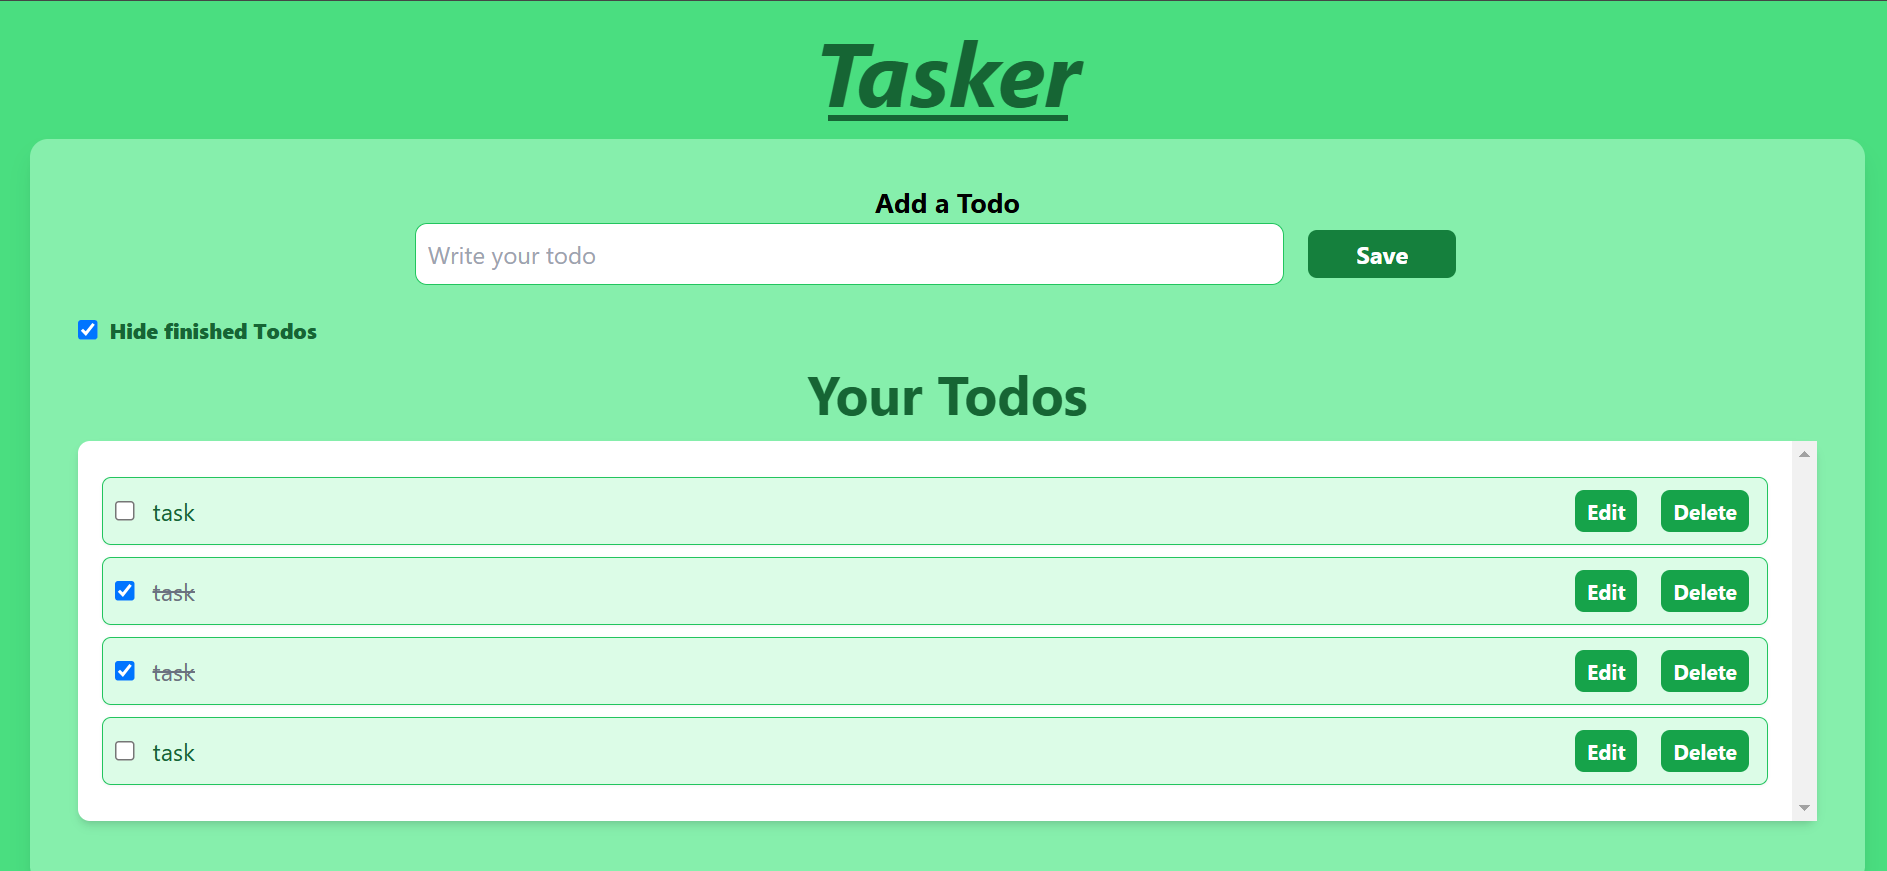 Tasker
Add a Todo
Write your todo Save
Hide finished Todos
Your Todos
task Edit Delete
task Edit Delete
task Edit Delete
task Edit Delete